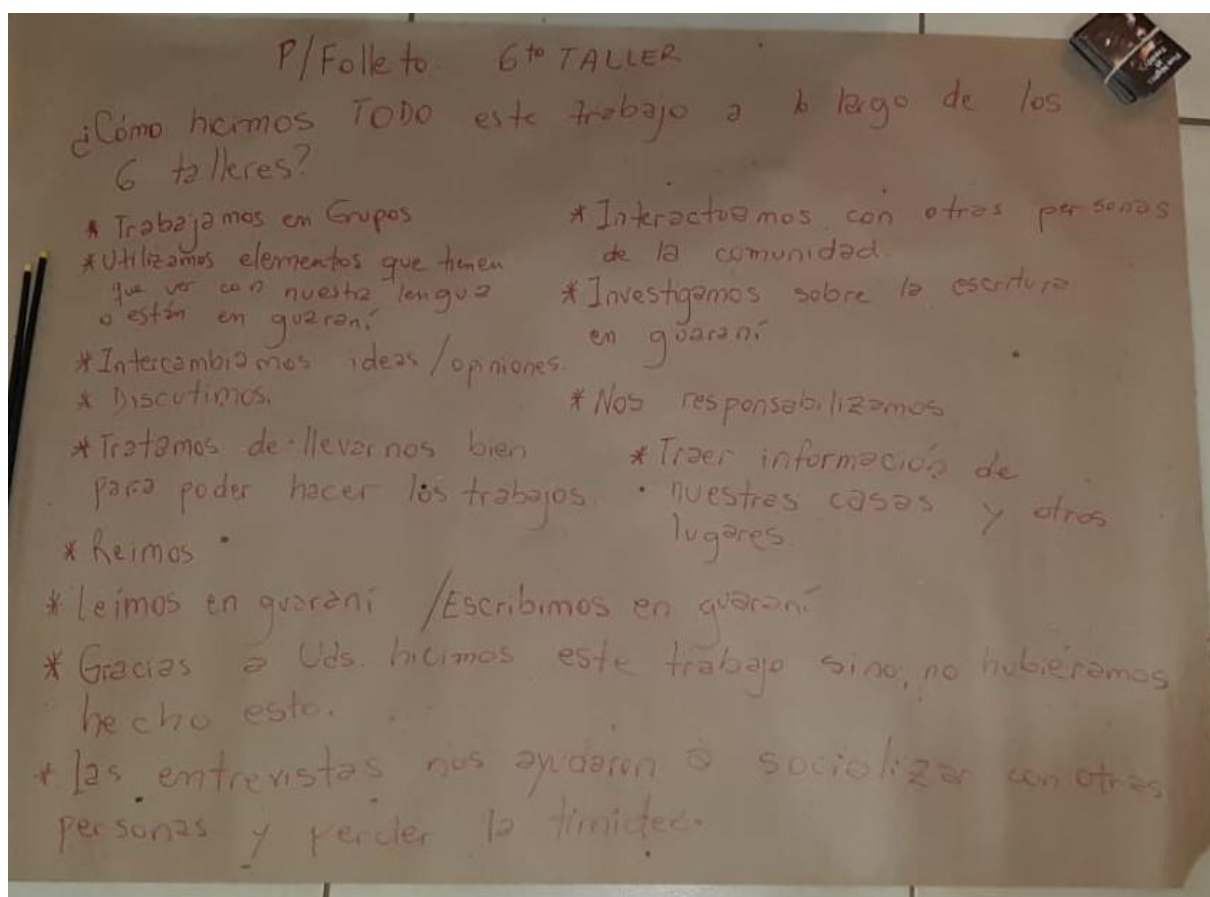 P/Folleto. 6to TALLER
¿Cómo hicimos TODO este trabajo a lo largo de los
6 talleres?
* Trabajamos en Grupos
* Utilizamos elementos que tienen
que ver con nuestra lengua
o están en guaraní
* Intercambiamos ideas/opiniones.
* Discutimos.
* Tratamos de llevarnos bien
para poder hacer los trabajos.
* Reimos
* Interactuamos con otras personas
de la comunidad.
* Investigamos sobre la escritura
en guaraní
* Nos responsabilizamos
* Traer información de
nuestras casas y otros
lugares.
* Leímos en guaraní /Escribimos en guaraní
* Gracias a Uds. hicimos este trabajo sino, no hubiéramos
hecho esto.
* las entrevistas nos ayudaron a socializar con otras
personas y perder la timidez.